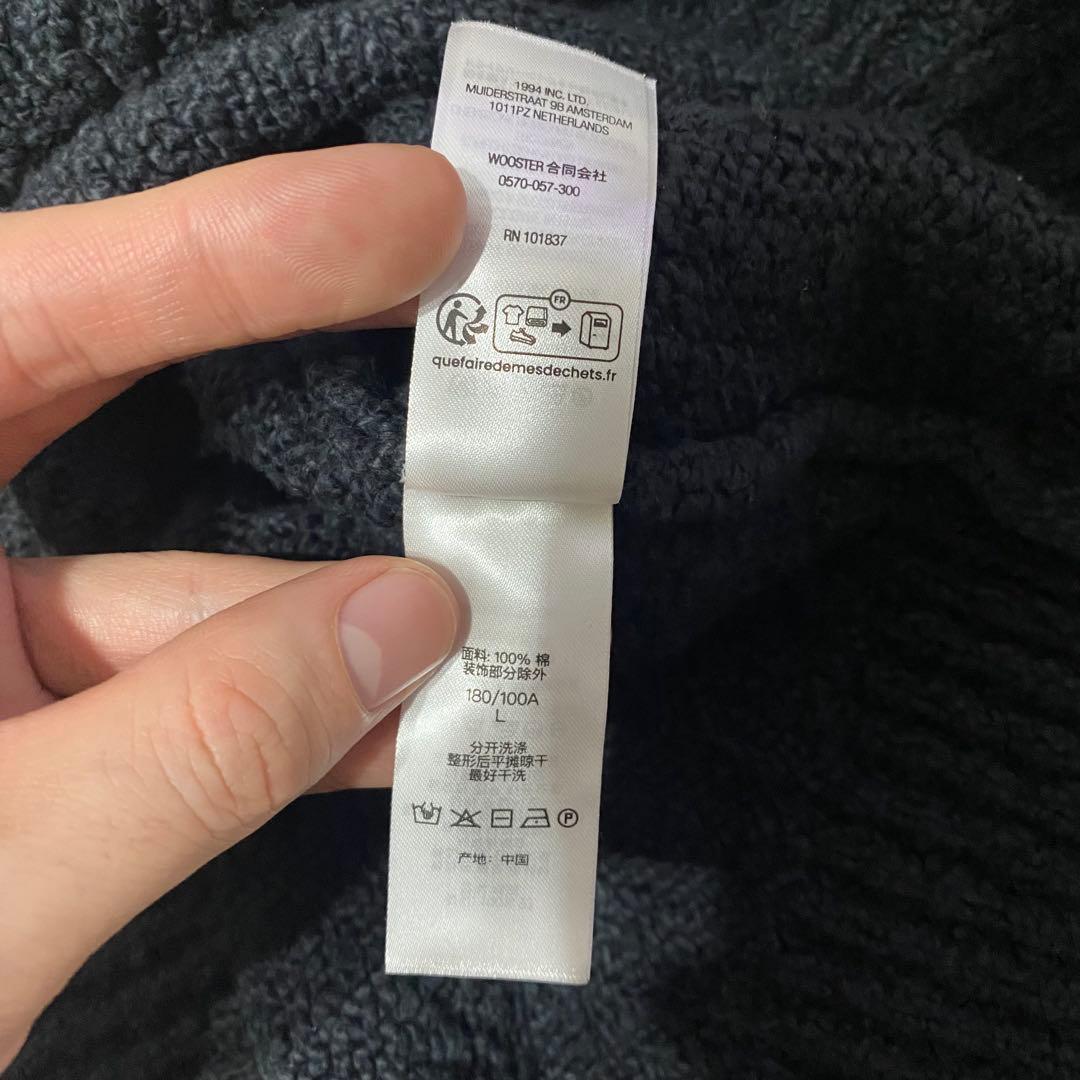 1994 INC. LTD.
MUIDERSTRAAT 9B AMSTERDAM
1011PZ NETHERLANDS
WOOSTER 合同会社
0570-057-300
RN 101837
FR
quefairedemesdechets.fr
面料: 100% 棉
装饰部分除外
180/100A
L
分开洗涤
整形后平摊晾干
最好干洗
P
产地: 中国